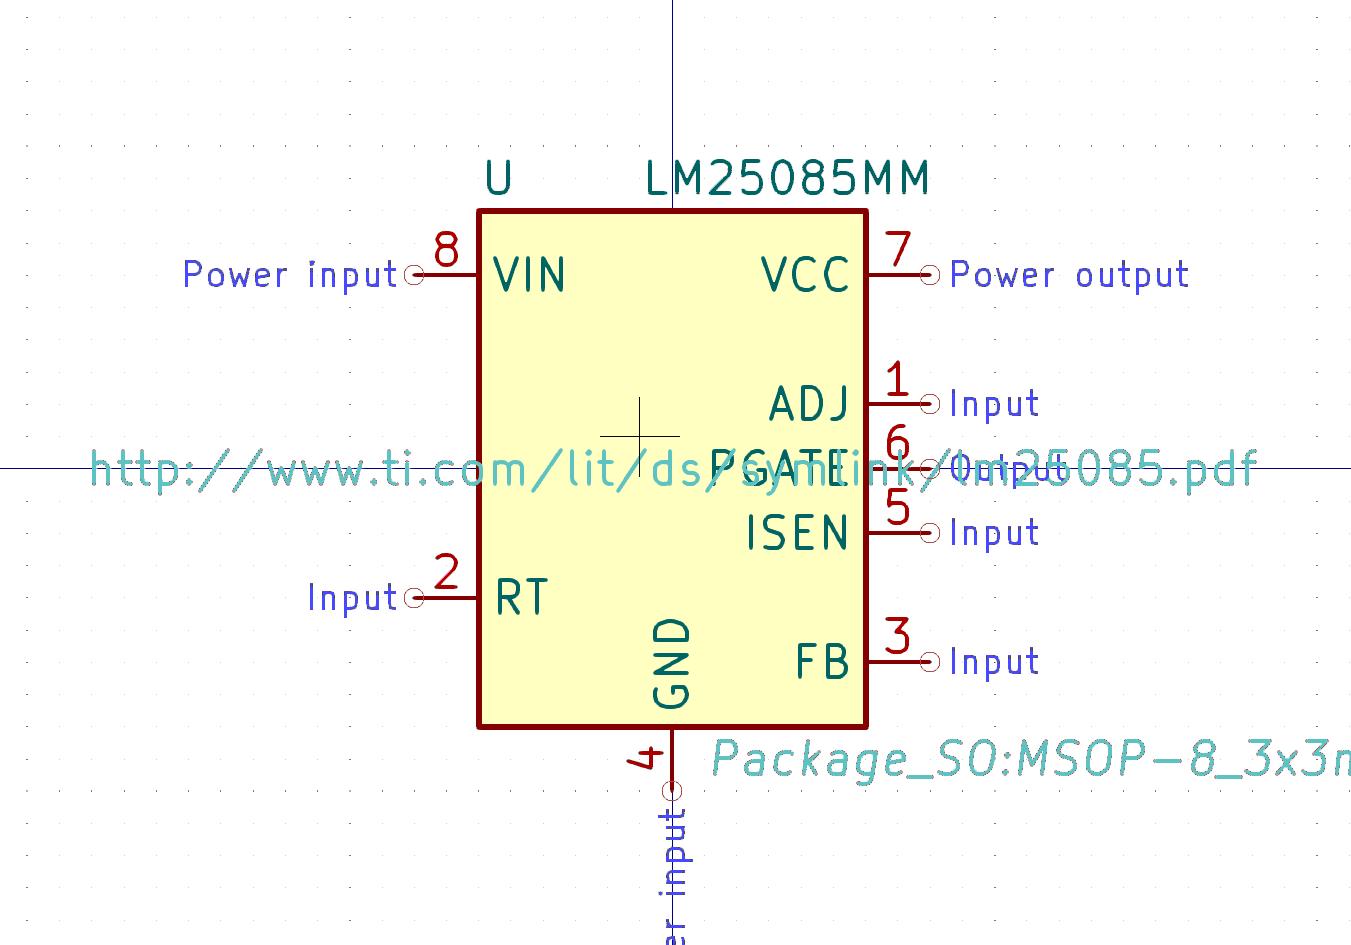 U LM25085MM
8 7
Power input VIN VCC Power output
1
ADJ Input
6
http://www.ti.com/lit/ds/symlink/lm25085.pdf
PGATE Output
5
ISEN Input
2
Input RT
3
FB Input
GND
4
Package_SO:MSOP-8_3x3m
er input